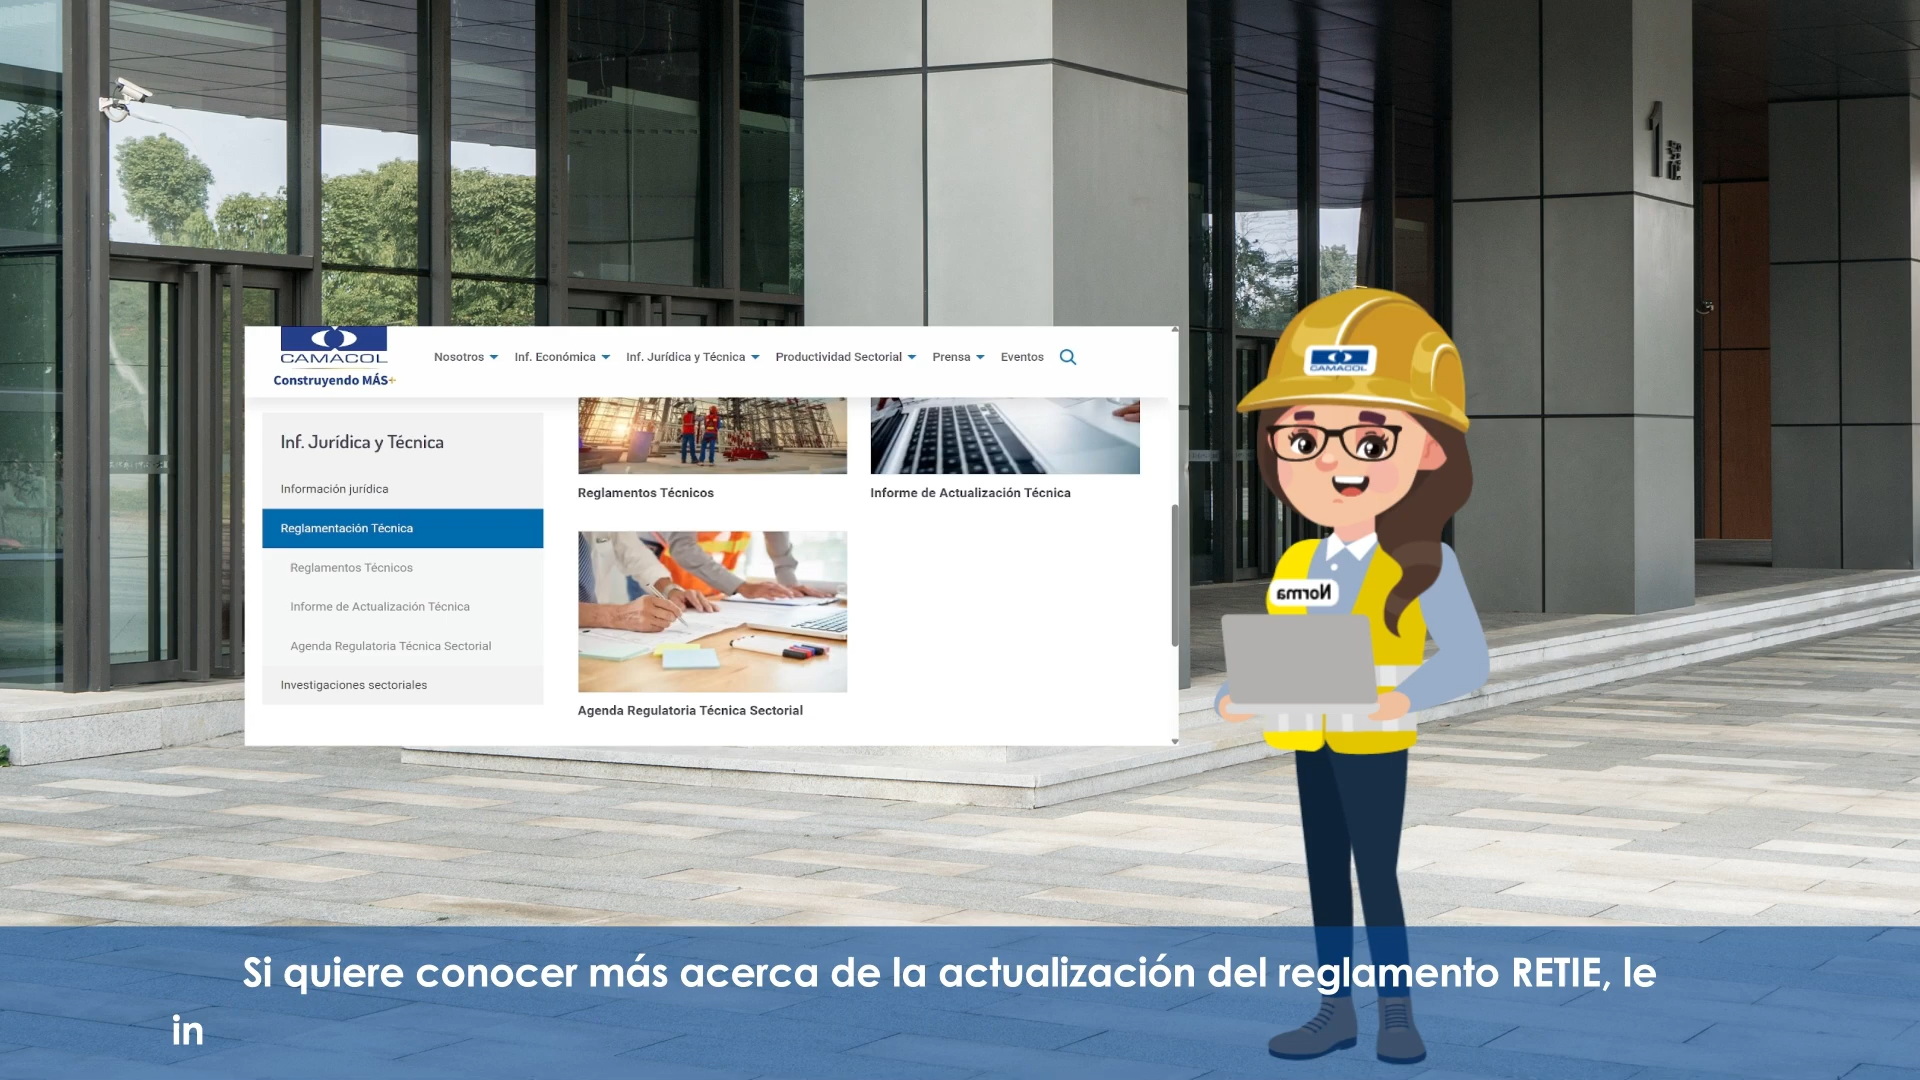 CAMACOL
Construyendo MÁS+
Nosotros
Inf. Económica
Inf. Jurídica y Técnica
Productividad Sectorial
Prensa
Eventos
Inf. Jurídica y Técnica
Información jurídica
Reglamentación Técnica
Reglamentos Técnicos
Informe de Actualización Técnica
Agenda Regulatoria Técnica Sectorial
Investigaciones sectoriales
Reglamentos Técnicos
Informe de Actualización Técnica
Agenda Regulatoria Técnica Sectorial
CAMACOL
Norma
Si quiere conocer más acerca de la actualización del reglamento RETIE, le
in